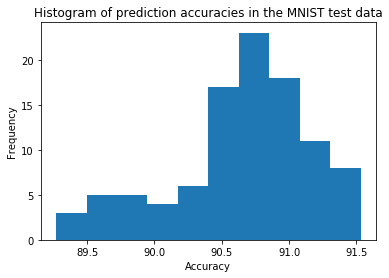 Histogram of prediction accuracies in the MNIST test data
Frequency
20
15
10
5
0
89.5 90.0 90.5 91.0 91.5
Accuracy